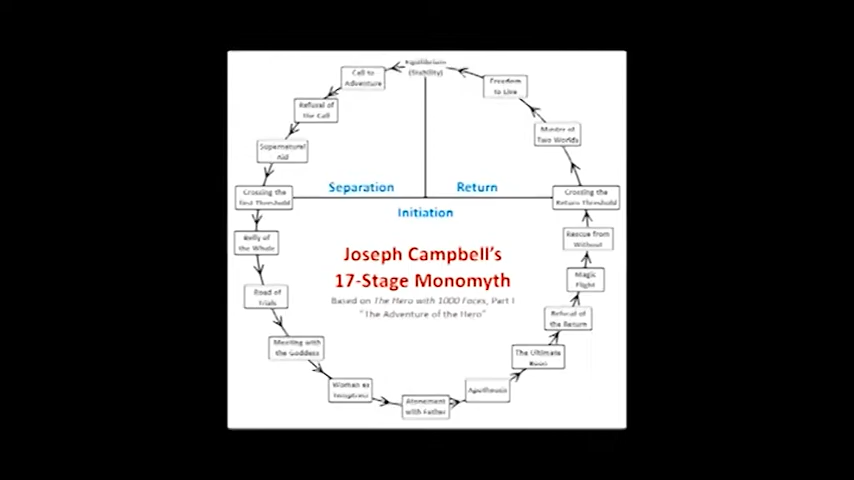 Equilibrium
(Stability)
Call to
Adventure
Refusal of
the Call
Supernatural
Aid
Crossing the
First Threshold
Belly of
the Whale
Road of
Trials
Meeting with
the Goddess
Woman as
Temptress
Atonement
with Father
Apotheosis
The Ultimate
Boon
Refusal of
the Return
Magic
Flight
Rescue from
Without
Crossing the
Return Threshold
Master of
Two Worlds
Freedom
to Live
Separation
Return
Initiation
Joseph Campbell's
17-Stage Monomyth
Based on The Hero with 1000 Faces, Part I
"The Adventure of the Hero"